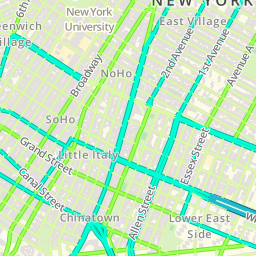 NEW YORK
New York
University
East Village
6th
Greenwich
Village
Broadway
NoHo
2nd Avenue
1st Avenue
Avenue A
SoHo
Grand Street
Little Italy
Essex Street
Canal Street
Allen Street
Chinatown
Lower East
Side